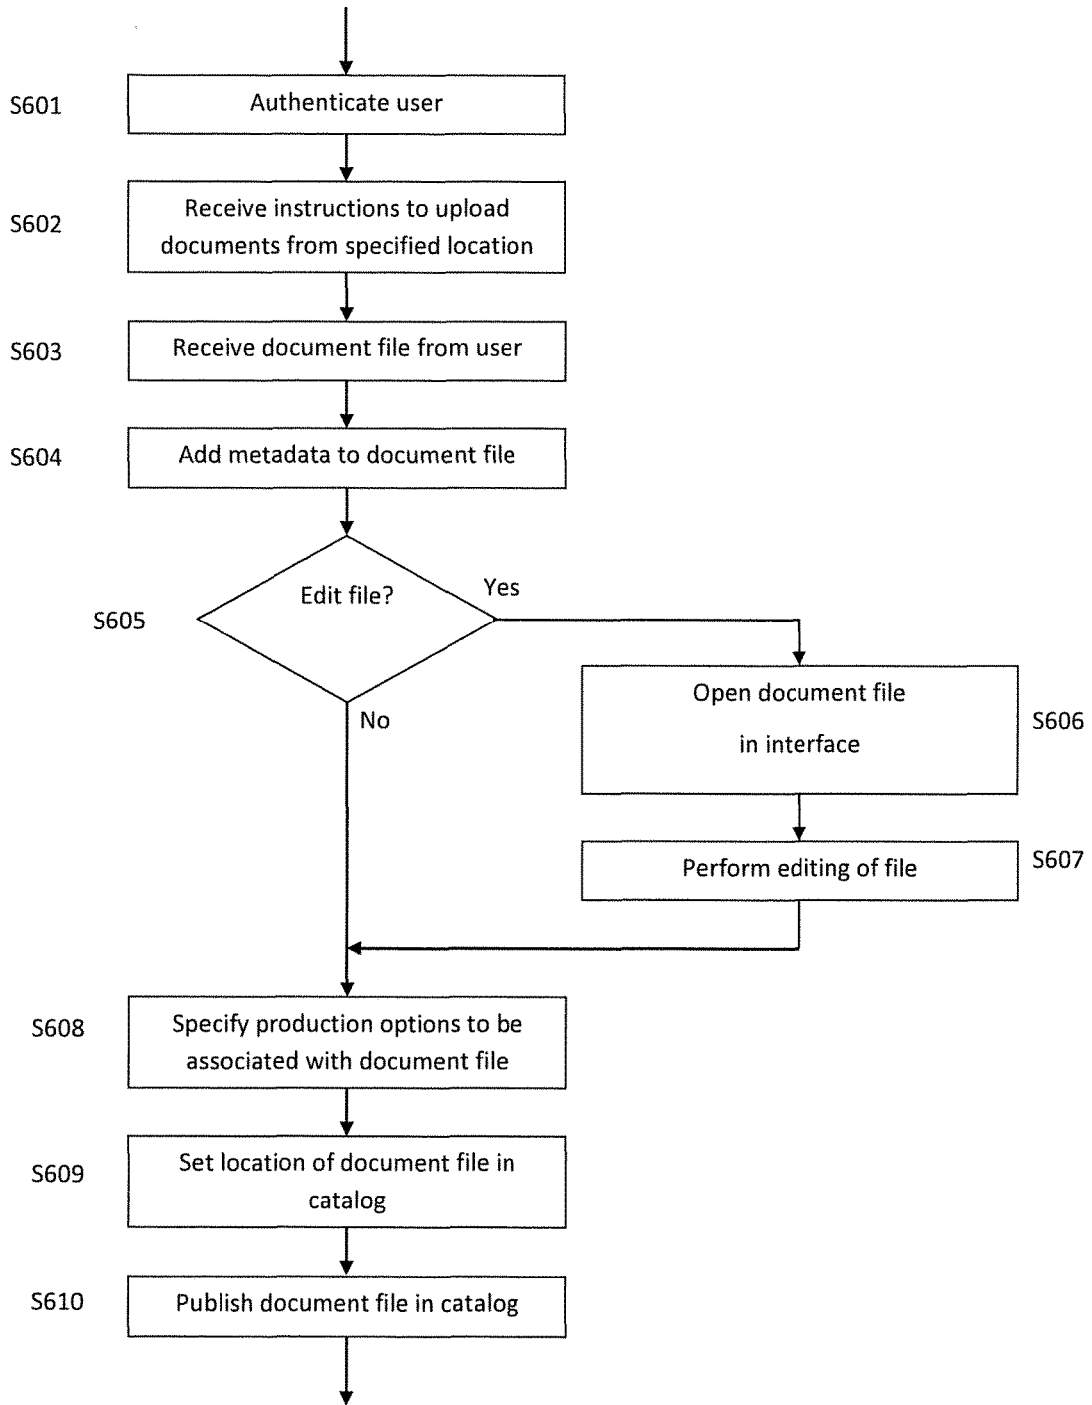 S601
Authenticate user
S602
Receive instructions to upload
documents from specified location
S603
Receive document file from user
S604
Add metadata to document file
S605
Edit file?
Yes
No
Open document file
in interface
S606
Perform editing of file
S607
S608
Specify production options to be
associated with document file
S609
Set location of document file in
catalog
S610
Publish document file in catalog